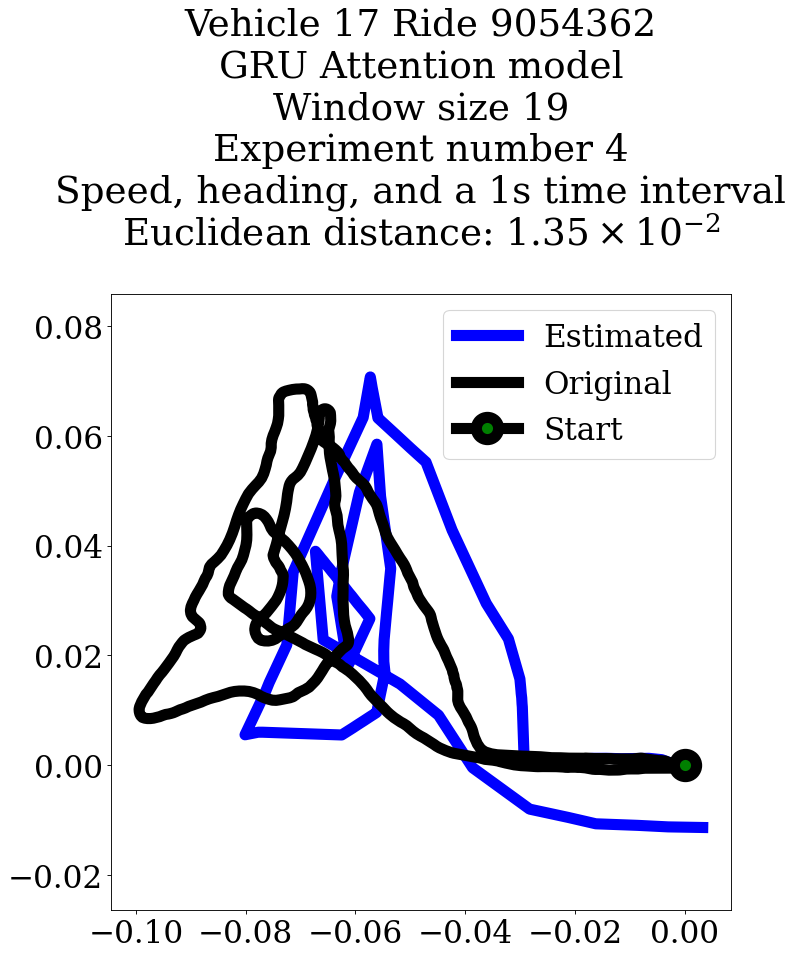 Vehicle 17 Ride 9054362
GRU Attention model
Window size 19
Experiment number 4
Speed, heading, and a 1s time interval
Euclidean distance: 1.35 × 10⁻²
Estimated
Original
Start
0.08
0.06
0.04
0.02
0.00
−0.02
−0.10 −0.08 −0.06 −0.04 −0.02 0.00